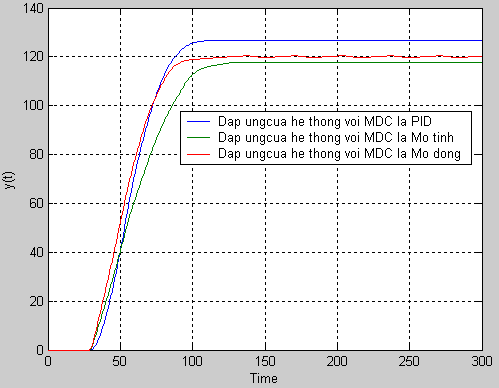 140
120
100
80
60
40
20
0
y(t)
Dap ungcua he thong voi MDC la PID
Dap ungcua he thong voi MDC la Mo tinh
Dap ungcua he thong voi MDC la Mo dong
0 50 100 150 200 250 300
Time